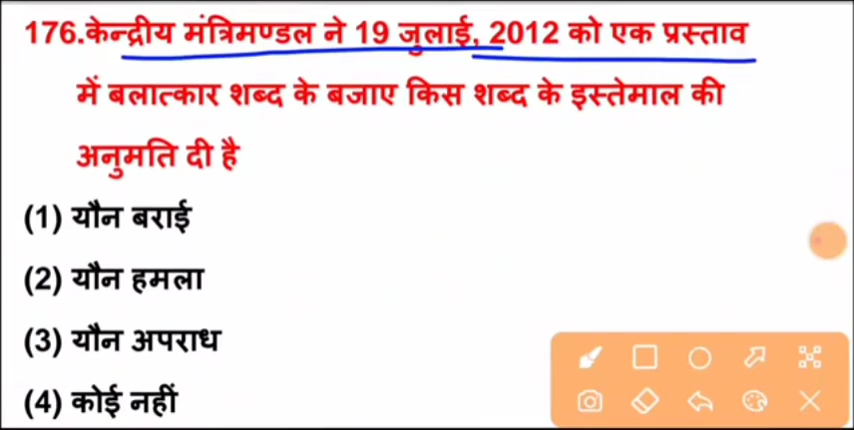 176.केन्द्रीय मंत्रिमण्डल ने 19 जुलाई, 2012 को एक प्रस्ताव
में बलात्कार शब्द के बजाए किस शब्द के इस्तेमाल की
अनुमति दी है
(1) यौन बराई
(2) यौन हमला
(3) यौन अपराध
(4) कोई नहीं